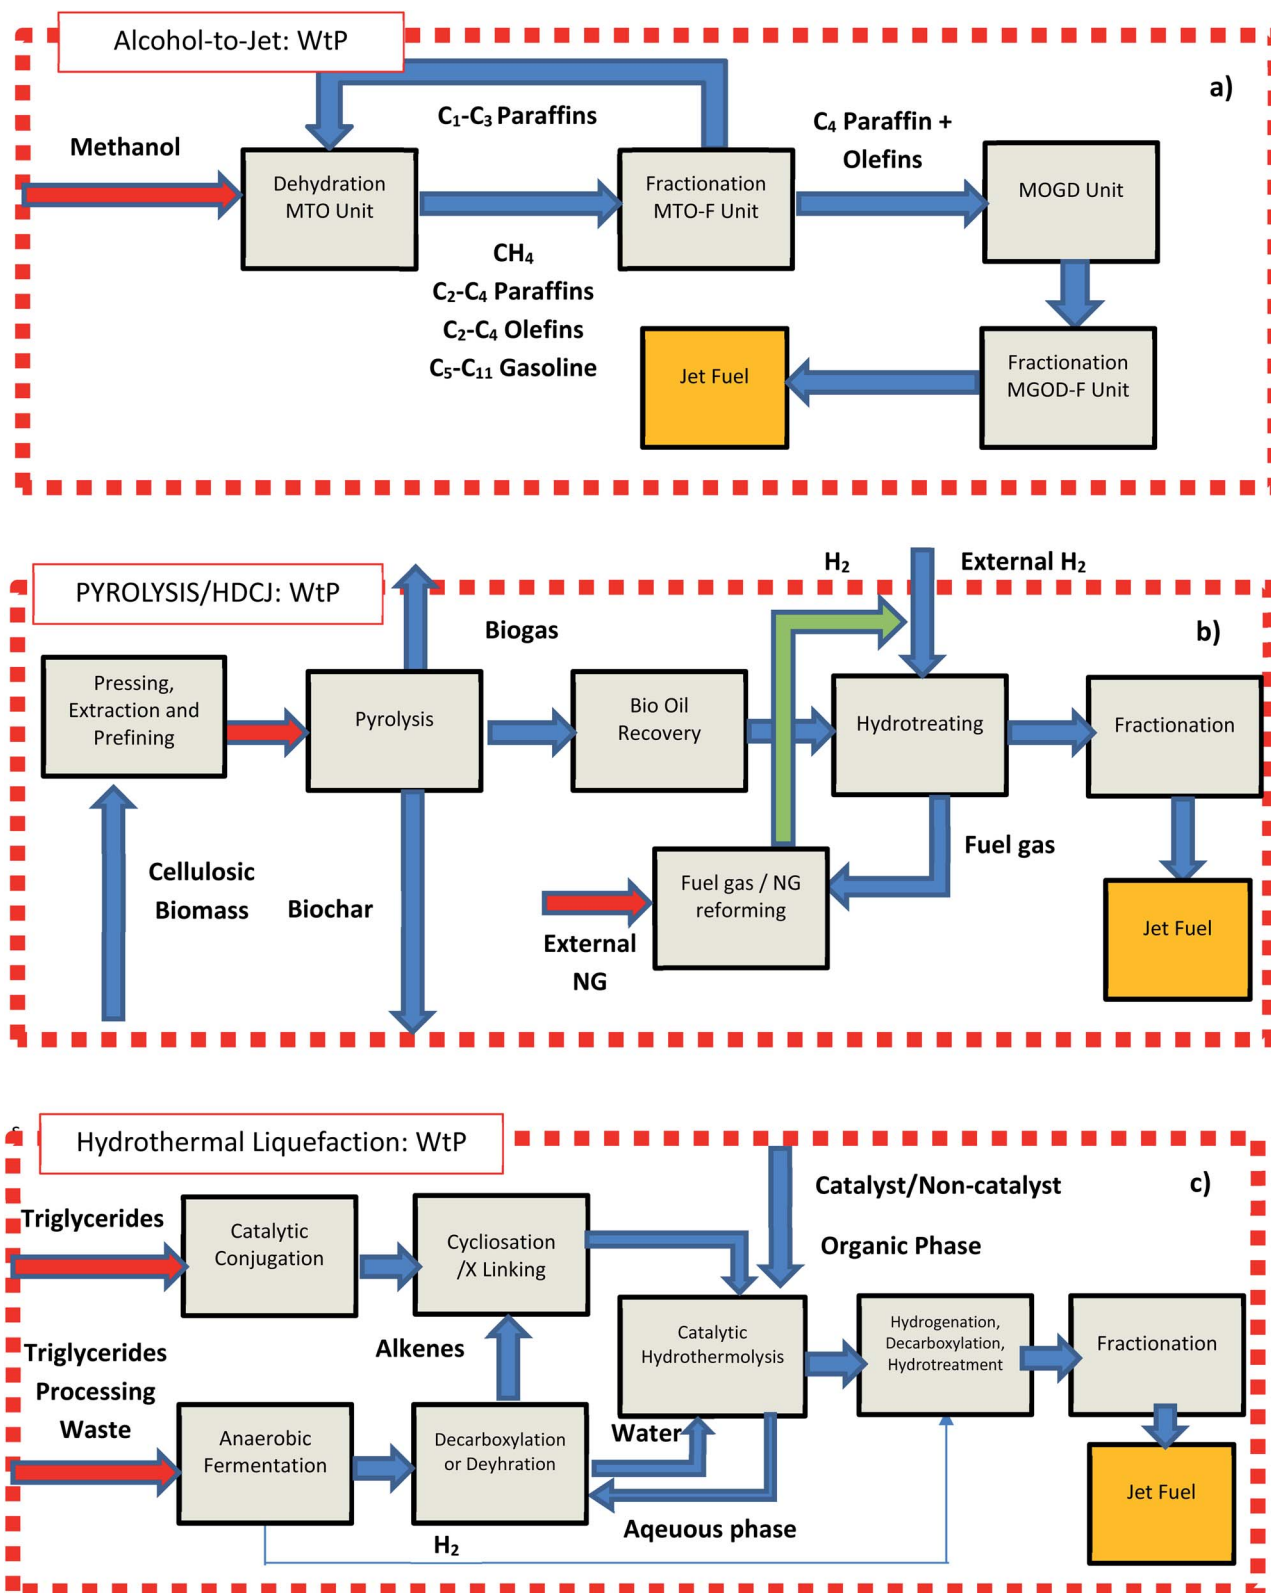 Alcohol-to-Jet: WtP
a)
C₁-C₃ Paraffins
C₄ Paraffin +
Olefins
Methanol
Dehydration
MTO Unit
Fractionation
MTO-F Unit
MOGD Unit
CH₄
C₂-C₄ Paraffins
C₂-C₄ Olefins
C₅-C₁₁ Gasoline
Jet Fuel
Fractionation
MGOD-F Unit
H₂
External H₂
PYROLYSIS/HDCJ: WtP
Biogas
b)
Pressing,
Extraction and
Prefining
Pyrolysis
Bio Oil
Recovery
Hydrotreating
Fractionation
Cellulosic
Biomass
Biochar
Fuel gas
Fuel gas / NG
reforming
External
NG
Jet Fuel
Hydrothermal Liquefaction: WtP
Catalyst/Non-catalyst
c)
Triglycerides
Catalytic
Conjugation
Cycliosation
/X Linking
Organic Phase
Alkenes
Catalytic
Hydrothermolysis
Hydrogenation,
Decarboxylation,
Hydrotreatment
Fractionation
Triglycerides
Processing
Waste
Anaerobic
Fermentation
Decarboxylation
or Deyhration
Water
Aqeuous phase
H₂
Jet Fuel